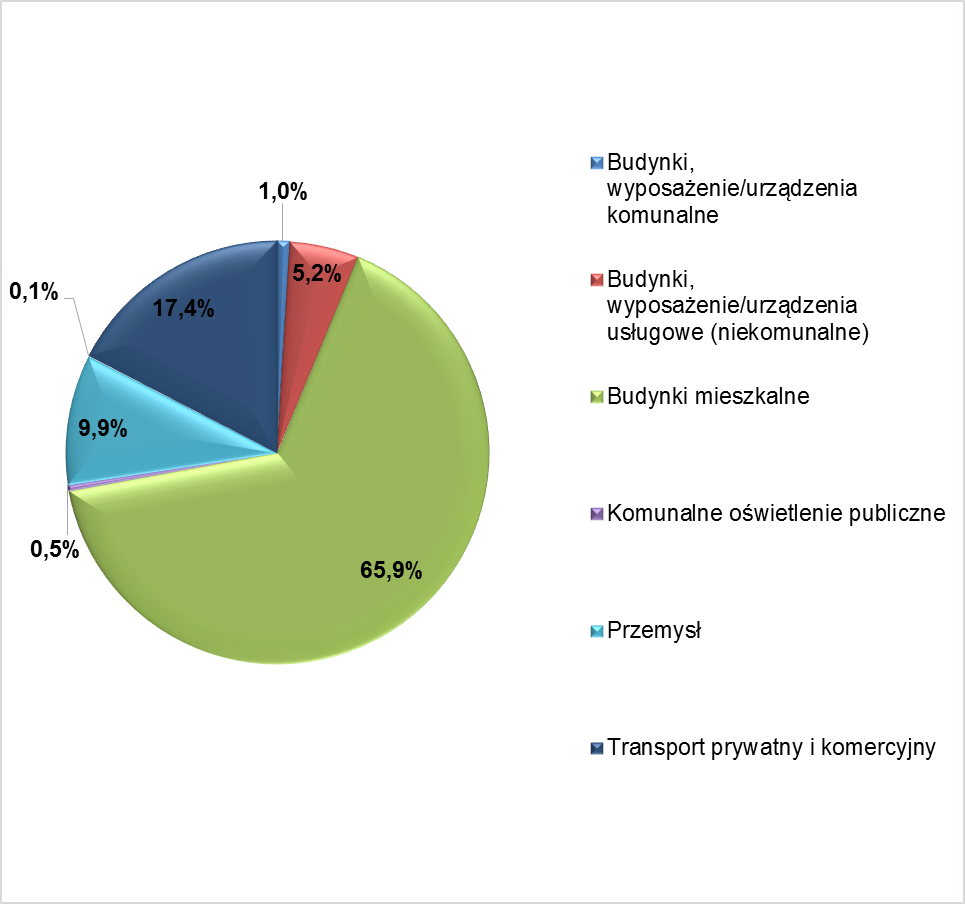 1,0%
5,2%
0,1%
17,4%
9,9%
0,5%
65,9%
Budynki,
wyposażenie/urządzenia
komunalne
Budynki,
wyposażenie/urządzenia
usługowe (niekomunalne)
Budynki mieszkalne
Komunalne oświetlenie publiczne
Przemysł
Transport prywatny i komercyjny